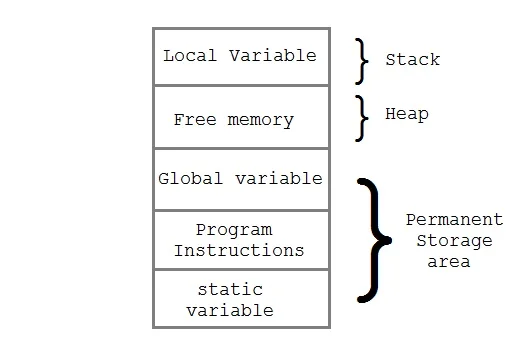 Local Variable
Stack
Free memory
Heap
Global variable
Program
Instructions
static
variable
Permanent
Storage
area